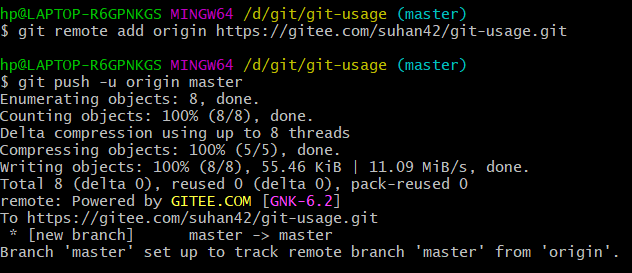 hp@LAPTOP-R6GPNKGS MINGW64 /d/git/git-usage (master)
$ git remote add origin https://gitee.com/suhan42/git-usage.git
hp@LAPTOP-R6GPNKGS MINGW64 /d/git/git-usage (master)
$ git push -u origin master
Enumerating objects: 8, done.
Counting objects: 100% (8/8), done.
Delta compression using up to 8 threads
Compressing objects: 100% (5/5), done.
Writing objects: 100% (8/8), 55.46 KiB | 11.09 MiB/s, done.
Total 8 (delta 0), reused 0 (delta 0), pack-reused 0
remote: Powered by GITEE.COM [GNK-6.2]
To https://gitee.com/suhan42/git-usage.git
 * [new branch]      master -> master
Branch 'master' set up to track remote branch 'master' from 'origin'.